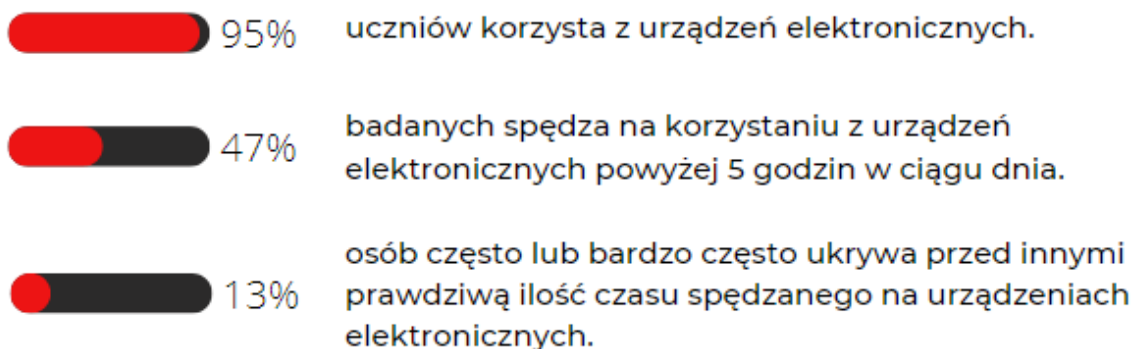 95% uczniów korzysta z urządzeń elektronicznych.
47% badanych spędza na korzystaniu z urządzeń
elektronicznych powyżej 5 godzin w ciągu dnia.
osób często lub bardzo często ukrywa przed innymi
13% prawdziwą ilość czasu spędzanego na urządzeniach
elektronicznych.